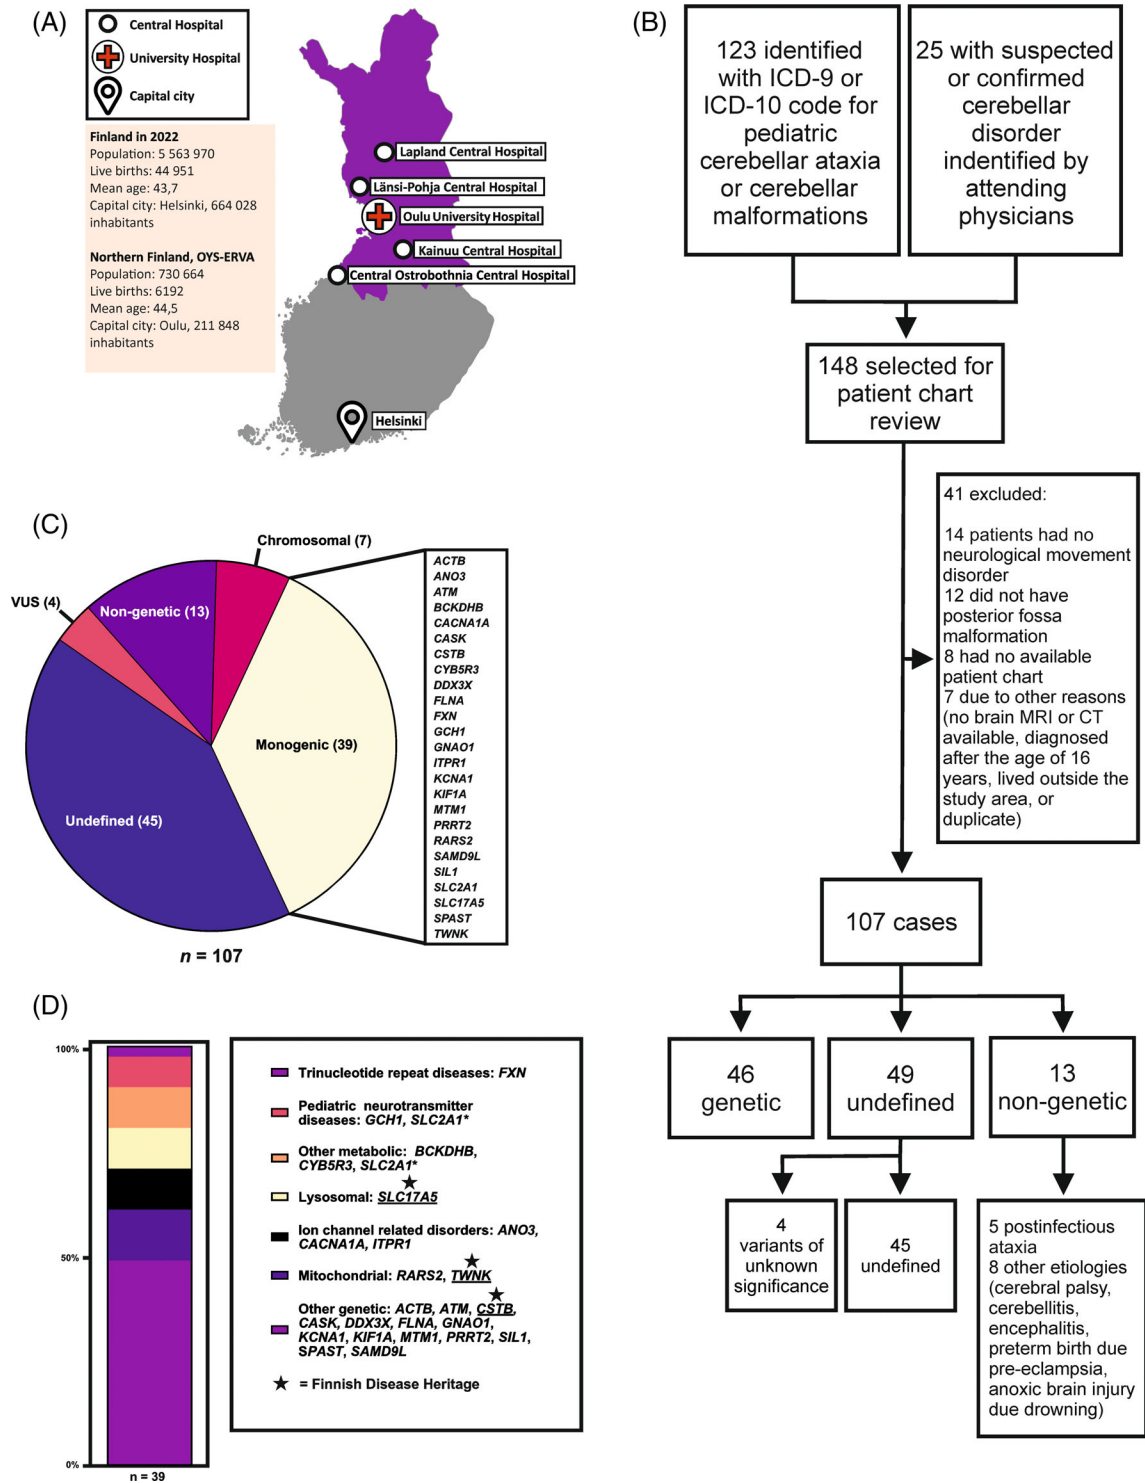 (A)
Central Hospital
University Hospital
Capital city
Finland in 2022
Population: 5 563 970
Live births: 44 951
Mean age: 43,7
Capital city: Helsinki, 664 028
inhabitants
Northern Finland, OYS-ERVA
Population: 730 664
Live births: 6192
Mean age: 44,5
Capital city: Oulu, 211 848
inhabitants
Lapland Central Hospital
Länsi-Pohja Central Hospital
Oulu University Hospital
Kainuu Central Hospital
Central Ostrobothnia Central Hospital
Helsinki
(B)
123 identified
with ICD-9 or
ICD-10 code for
pediatric
cerebellar ataxia
or cerebellar
malformations
25 with suspected
or confirmed
cerebellar
disorder
indentified by
attending
physicians
148 selected for
patient chart
review
41 excluded:
14 patients had no
neurological movement
disorder
12 did not have
posterior fossa
malformation
8 had no available
patient chart
7 due to other reasons
(no brain MRI or CT
available, diagnosed
after the age of 16
years, lived outside the
study area, or
duplicate)
107 cases
46
genetic
49
undefined
13
non-genetic
4
variants of
unknown
significance
45
undefined
5 postinfectious
ataxia
8 other etiologies
(cerebral palsy,
cerebellitis,
encephalitis,
preterm birth due
pre-eclampsia,
anoxic brain injury
due drowning)
(C)
Chromosomal (7)
VUS (4)
Non-genetic (13)
Monogenic (39)
Undefined (45)
n = 107
ACTB
ANO3
ATM
BCKDHB
CACNA1A
CASK
CSTB
CYB5R3
DDX3X
FLNA
FXN
GCH1
GNAO1
ITPR1
KCNA1
KIF1A
MTM1
PRRT2
RARS2
SAMD9L
SIL1
SLC2A1
SLC17A5
SPAST
TWNK
(D)
100%
50%
0%
n = 39
Trinucleotide repeat diseases: FXN
Pediatric neurotransmitter
diseases: GCH1, SLC2A1*
Other metabolic: BCKDHB,
CYB5R3, SLC2A1*
Lysosomal: SLC17A5
Ion channel related disorders: ANO3,
CACNA1A, ITPR1
Mitochondrial: RARS2, TWNK
Other genetic: ACTB, ATM, CSTB,
CASK, DDX3X, FLNA, GNAO1,
KCNA1, KIF1A, MTM1, PRRT2, SIL1,
SPAST, SAMD9L
★ = Finnish Disease Heritage